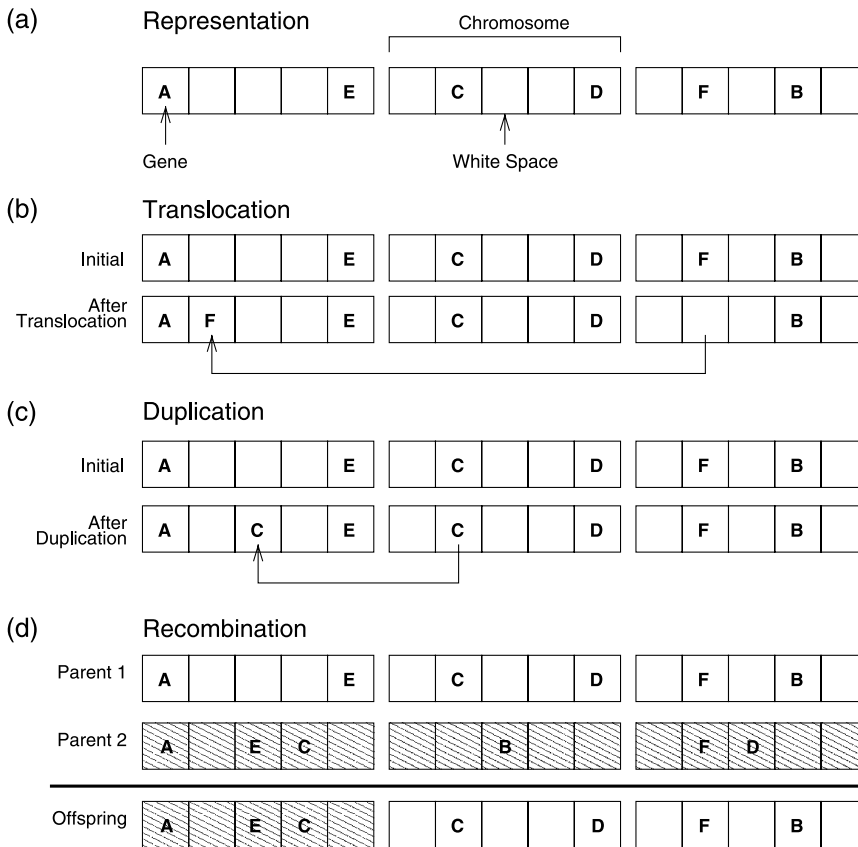 (a) Representation Chromosome
A E C D F B
Gene White Space
(b) Translocation
Initial A E C D F B
After
Translocation A F E C D B
(c) Duplication
Initial A E C D F B
After
Duplication A C E C D F B
(d) Recombination
Parent 1 A E C D F B
Parent 2 A E C B F D
Offspring A E C C D F B